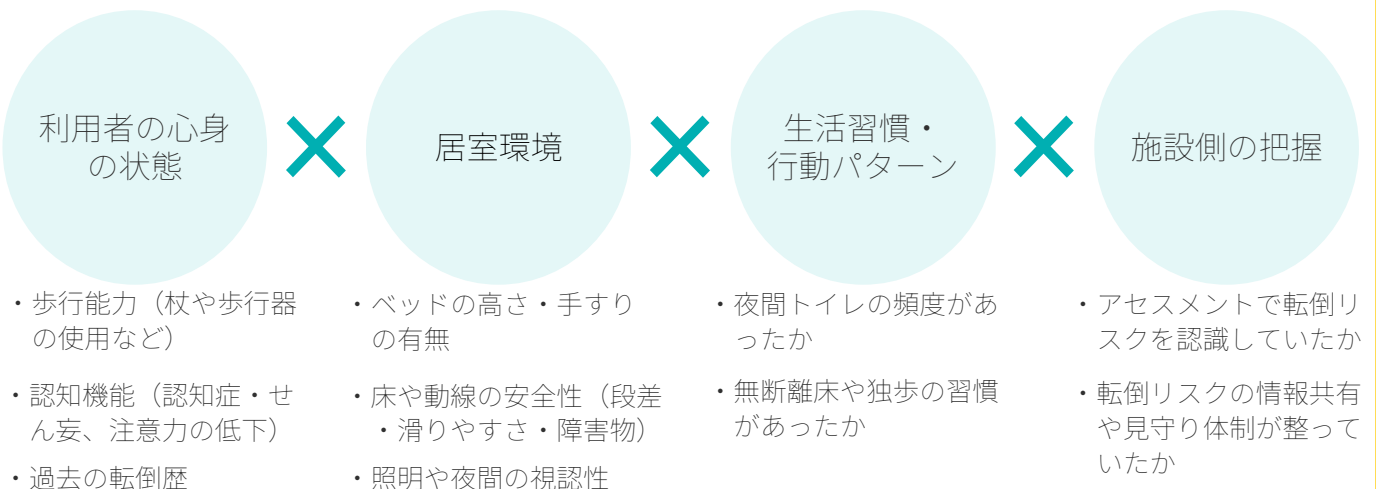 利用者の心身
の状態
居室環境
生活習慣・
行動パターン
施設側の把握
・歩行能力（杖や歩行器
の使用など）
・認知機能（認知症・せ
ん妄、注意力の低下）
・過去の転倒歴
・ベッドの高さ・手すり
の有無
・床や動線の安全性（段差
・滑りやすさ・障害物）
・照明や夜間の視認性
・夜間トイレの頻度があ
ったか
・無断離床や独歩の習慣
があったか
・アセスメントで転倒リ
スクを認識していたか
・転倒リスクの情報共有
や見守り体制が整って
いたか